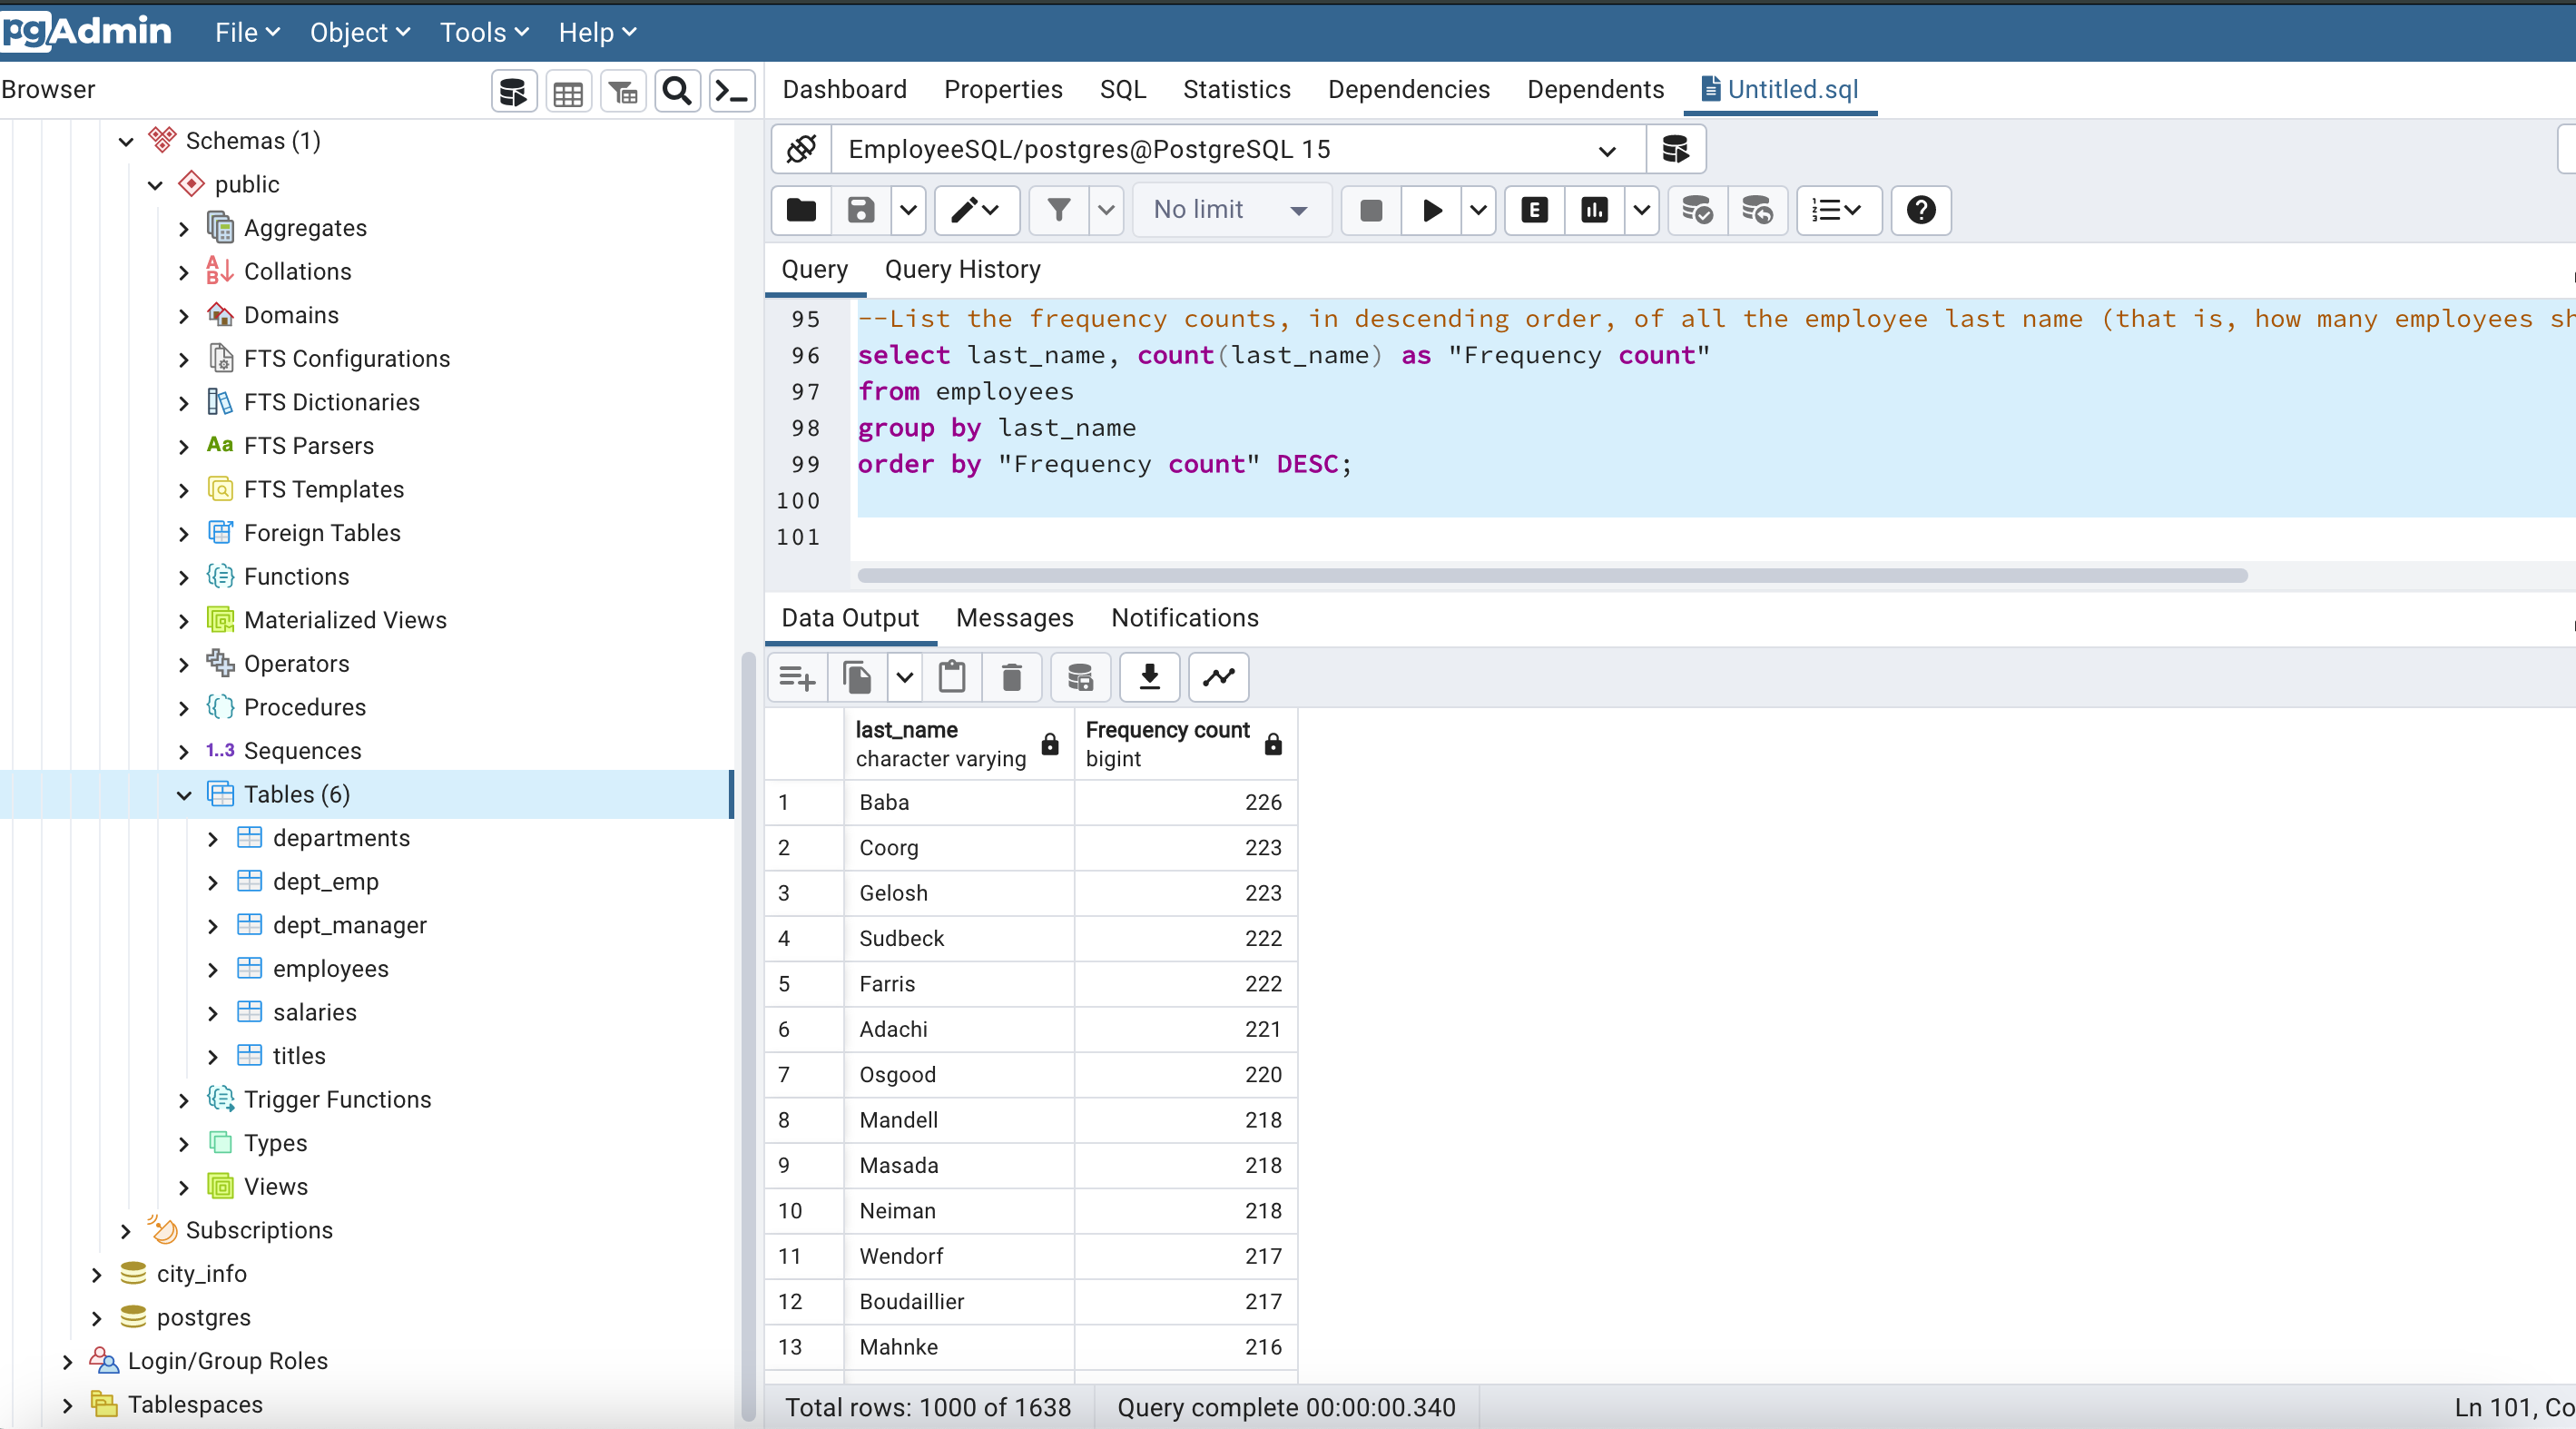 pgAdmin File Object Tools Help
Browser
Schemas (1)
public
Aggregates
A
B
Collations
Domains
FTS Configurations
FTS Dictionaries
Aa FTS Parsers
FTS Templates
Foreign Tables
Functions
Materialized Views
Operators
Procedures
1..3 Sequences
Tables (6)
departments
dept_emp
dept_manager
employees
salaries
titles
Trigger Functions
Types
Views
Subscriptions
city_info
postgres
Login/Group Roles
Tablespaces
Dashboard Properties SQL Statistics Dependencies Dependents Untitled.sql
EmployeeSQL/postgres@PostgreSQL 15
No limit E
Query Query History
95 --List the frequency counts, in descending order, of all the employee last name (that is, how many employees sh
96 select last_name, count(last_name) as "Frequency count"
97 from employees
98 group by last_name
99 order by "Frequency count" DESC;
100
101
Data Output Messages Notifications
last_name Frequency count
character varying bigint
1 Baba 226
2 Coorg 223
3 Gelosh 223
4 Sudbeck 222
5 Farris 222
6 Adachi 221
7 Osgood 220
8 Mandell 218
9 Masada 218
10 Neiman 218
11 Wendorf 217
12 Boudaillier 217
13 Mahnke 216
Total rows: 1000 of 1638 Query complete 00:00:00.340 Ln 101, Co